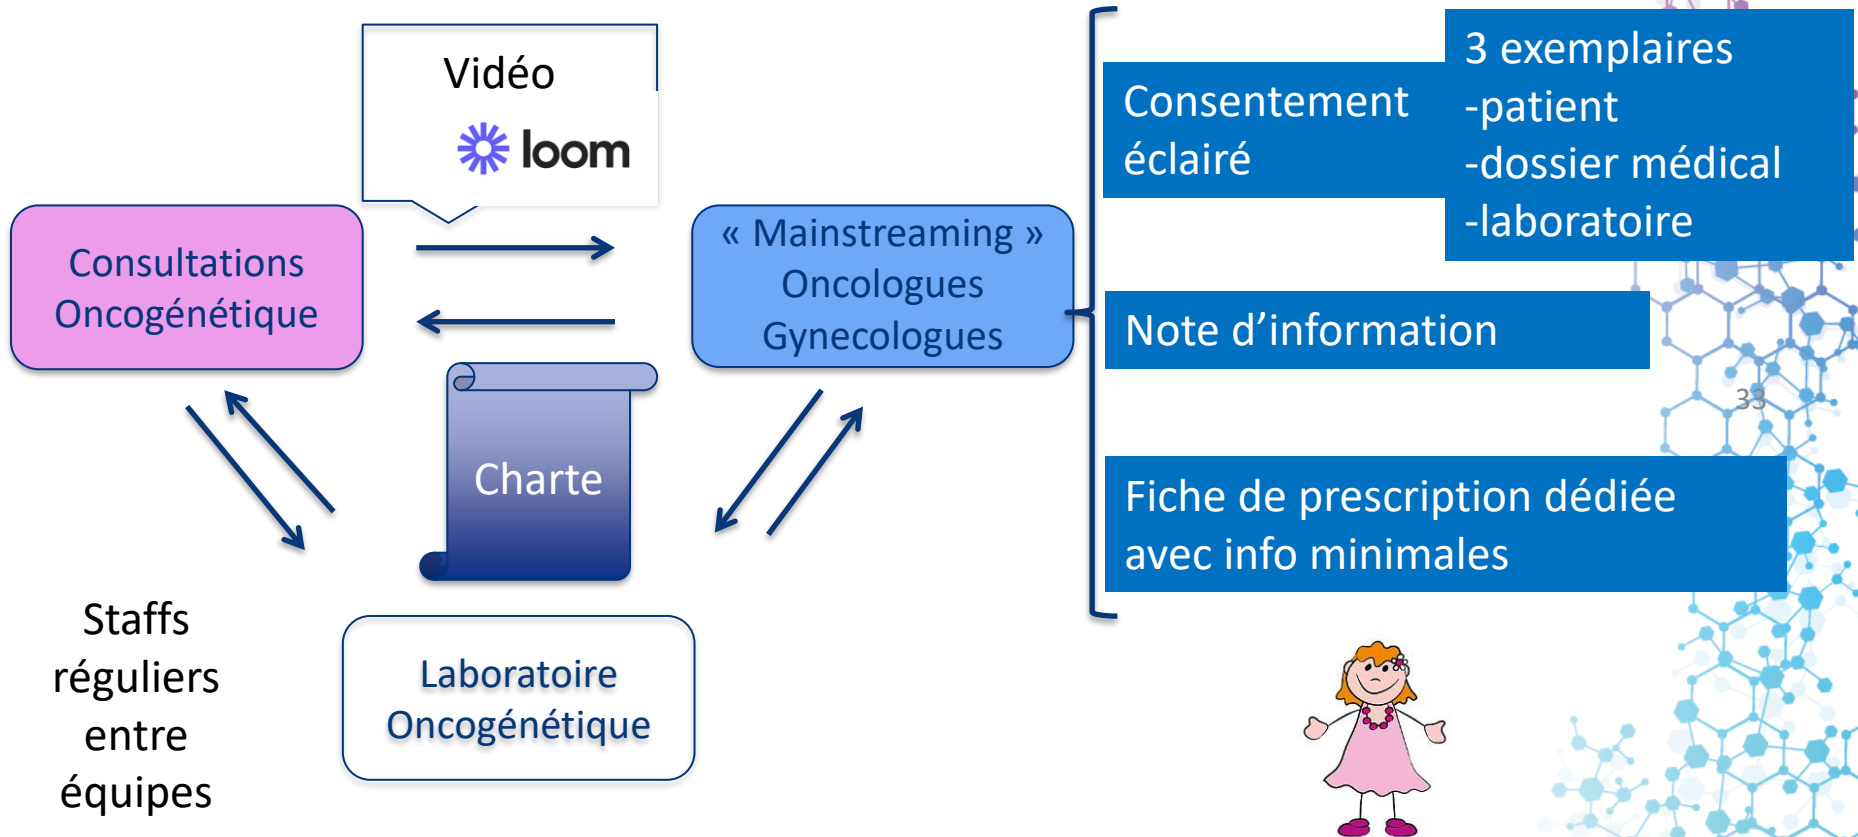 Vidéo
loom
Consultations
Oncogénétique
« Mainstreaming »
Oncologues
Gynecologues
Charte
Laboratoire
Oncogénétique
Staffs
réguliers
entre
équipes
Consentement
éclairé
3 exemplaires
-patient
-dossier médical
-laboratoire
Note d’information
33
Fiche de prescription dédiée
avec info minimales